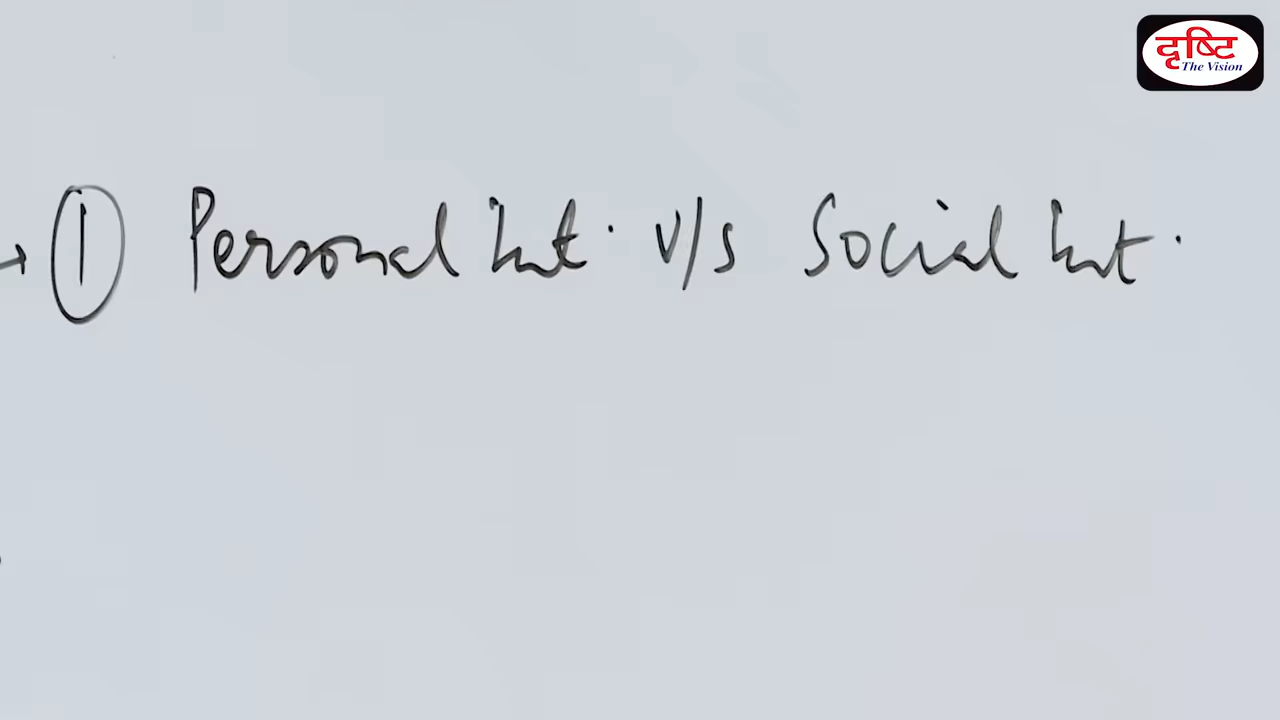 दृष्टि
The Vision
→ ① Personal Int. v/s Social Int.